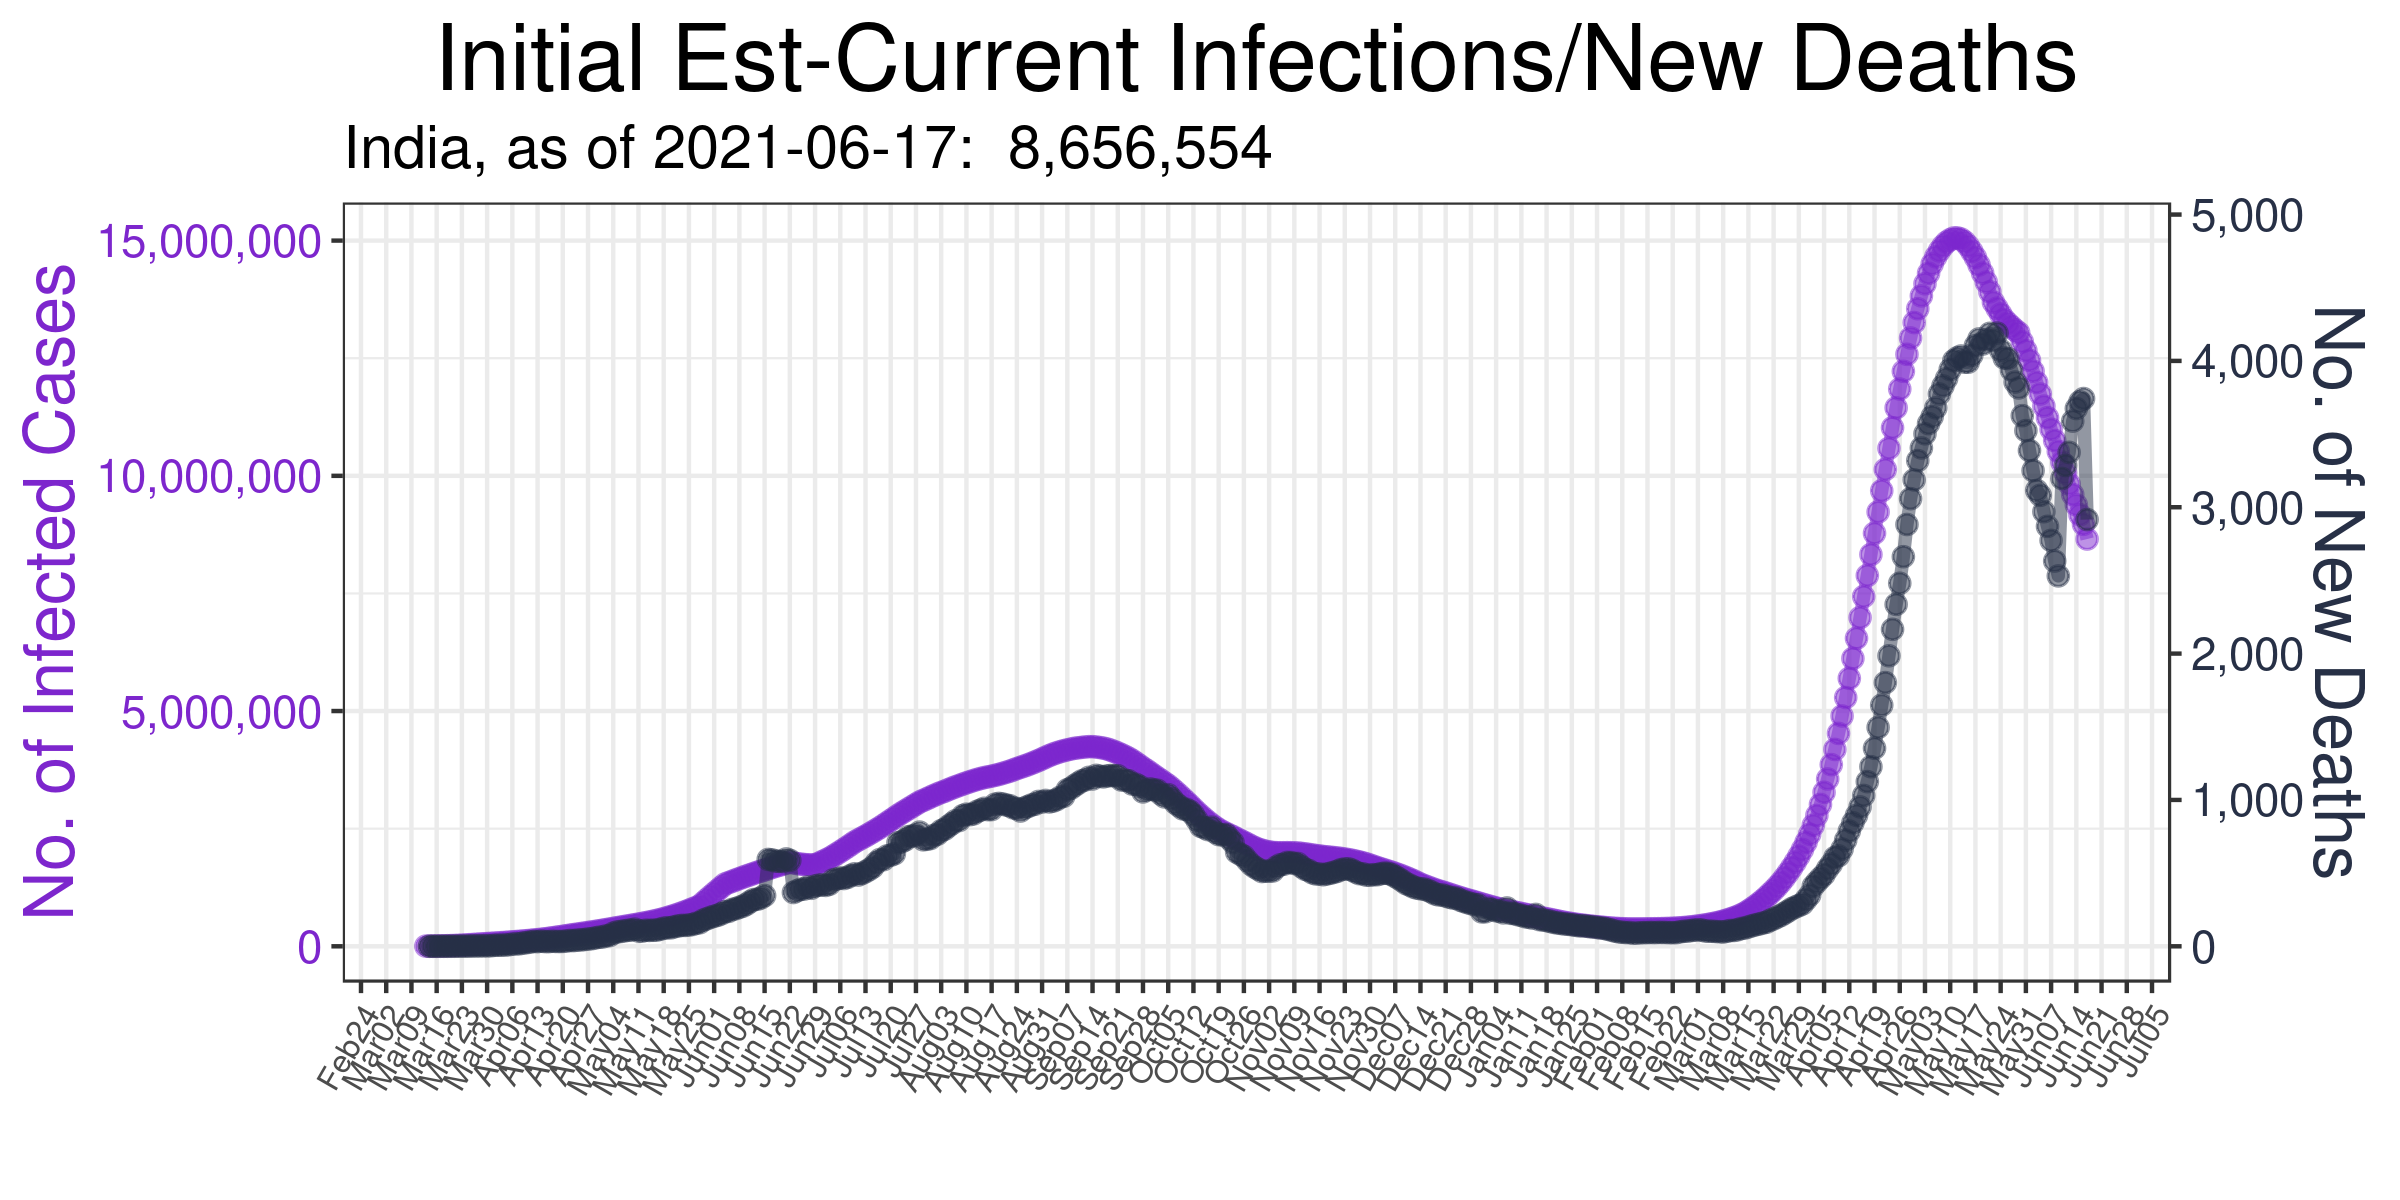 Initial Est-Current Infections/New Deaths
India, as of 2021-06-17: 8,656,554
No. of Infected Cases
15,000,000
10,000,000
5,000,000
0
5,000
4,000
3,000
2,000
1,000
0
No. of New Deaths
Feb24
Mar02
Mar09
Mar16
Mar23
Mar30
Apr06
Apr13
Apr20
Apr27
May04
May11
May18
May25
Jun01
Jun08
Jun15
Jun22
Jun29
Jul06
Jul13
Jul20
Jul27
Aug03
Aug10
Aug17
Aug24
Aug31
Sep07
Sep14
Sep21
Sep28
Oct05
Oct12
Oct19
Oct26
Nov02
Nov09
Nov16
Nov23
Nov30
Dec07
Dec14
Dec21
Dec28
Jan04
Jan11
Jan18
Jan25
Feb01
Feb08
Feb15
Feb22
Mar01
Mar08
Mar15
Mar22
Mar29
Apr05
Apr12
Apr19
Apr26
May03
May10
May17
May24
May31
Jun07
Jun14
Jun21
Jun28
Jul05